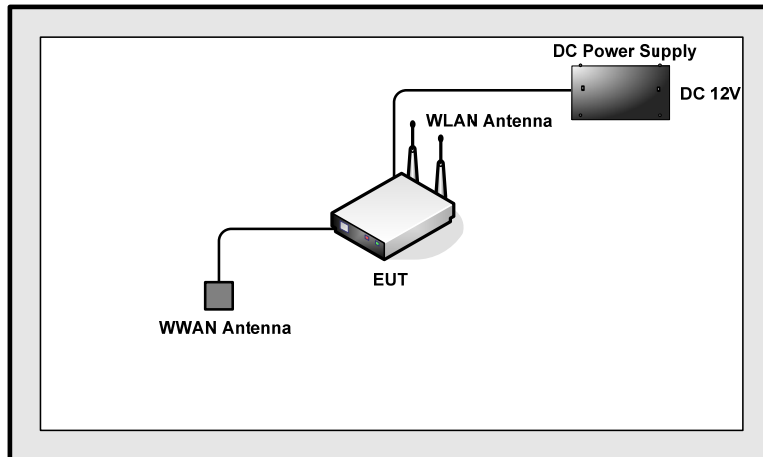 DC Power Supply
DC 12V
WLAN Antenna
EUT
WWAN Antenna